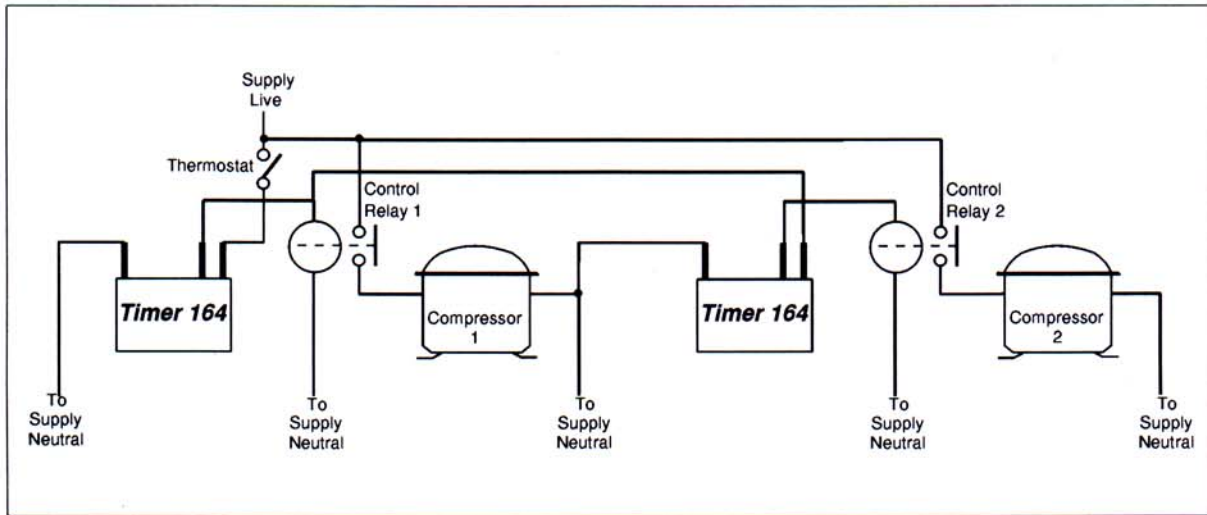 Supply
Live
Thermostat
Control
Relay 1
Control
Relay 2
Timer 164
Compressor
1
Timer 164
Compressor
2
To
Supply
Neutral
To
Supply
Neutral
To
Supply
Neutral
To
Supply
Neutral
To
Supply
Neutral